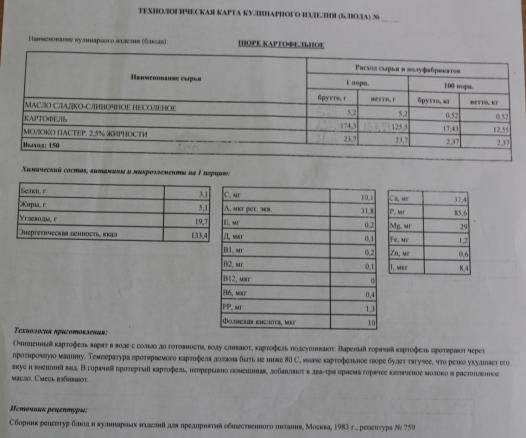 ТЕХНОЛОГИЧЕСКАЯ КАРТА КУЛИНАРНОГО ИЗДЕЛИЯ (БЛЮДА) №
Наименование кулинарного изделия (блюда) ПЮРЕ КАРТОФЕЛЬНОЕ
Наименование сырья Расход сырья и полуфабрикатов
1 порц. 100 порц.
брутто, г нетто, г брутто, кг нетто, кг
МАСЛО СЛАДКО-СЛИВОЧНОЕ НЕСОЛЕНОЕ 5,2 5,2 0,52 0,52
КАРТОФЕЛЬ 174,3 125,5 17,43 12,55
МОЛОКО ПАСТЕР. 2,5% ЖИРНОСТИ 23,7 23,7 2,37 2,37
Выход: 150
Химический состав, витамины и микроэлементы на 1 порцию:
Белки, г 3,1
Жиры, г 5,1
Углеводы, г 19,7
Энергетическая ценность, ккал 133,4
C, мг 10,1
A, мкг рет. экв. 31,8
E, мг 0,2
Д, мкг 0,1
B1, мг 0,2
B2, мг 0,1
B12, мкг 0
B6, мкг 0,4
PP, мг 1,3
Фолиевая кислота, мкг 10
Ca, мг 37,4
P, мг 85,6
Mg, мг 29
Fe, мг 1,2
Zn, мг 0,6
I, мкг 8,4
Технология приготовления:
Очищенный картофель варят в воде с солью до готовности, воду сливают, картофель подсушивают. Вареный горячий картофель протирают через
протирочную машину. Температура протираемого картофеля должна быть не ниже 80 С, иначе картофельное пюре будет тягучее, что резко ухудшает его
вкус и внешний вид. В горячий протертый картофель, непрерывно помешивая, добавляют в два-три приема горячее кипяченое молоко и растопленное
масло. Смесь взбивают.
Источник рецептуры:
Сборник рецептур блюд и кулинарных изделий для предприятий общественного питания, Москва, 1983 г., рецептура № 759